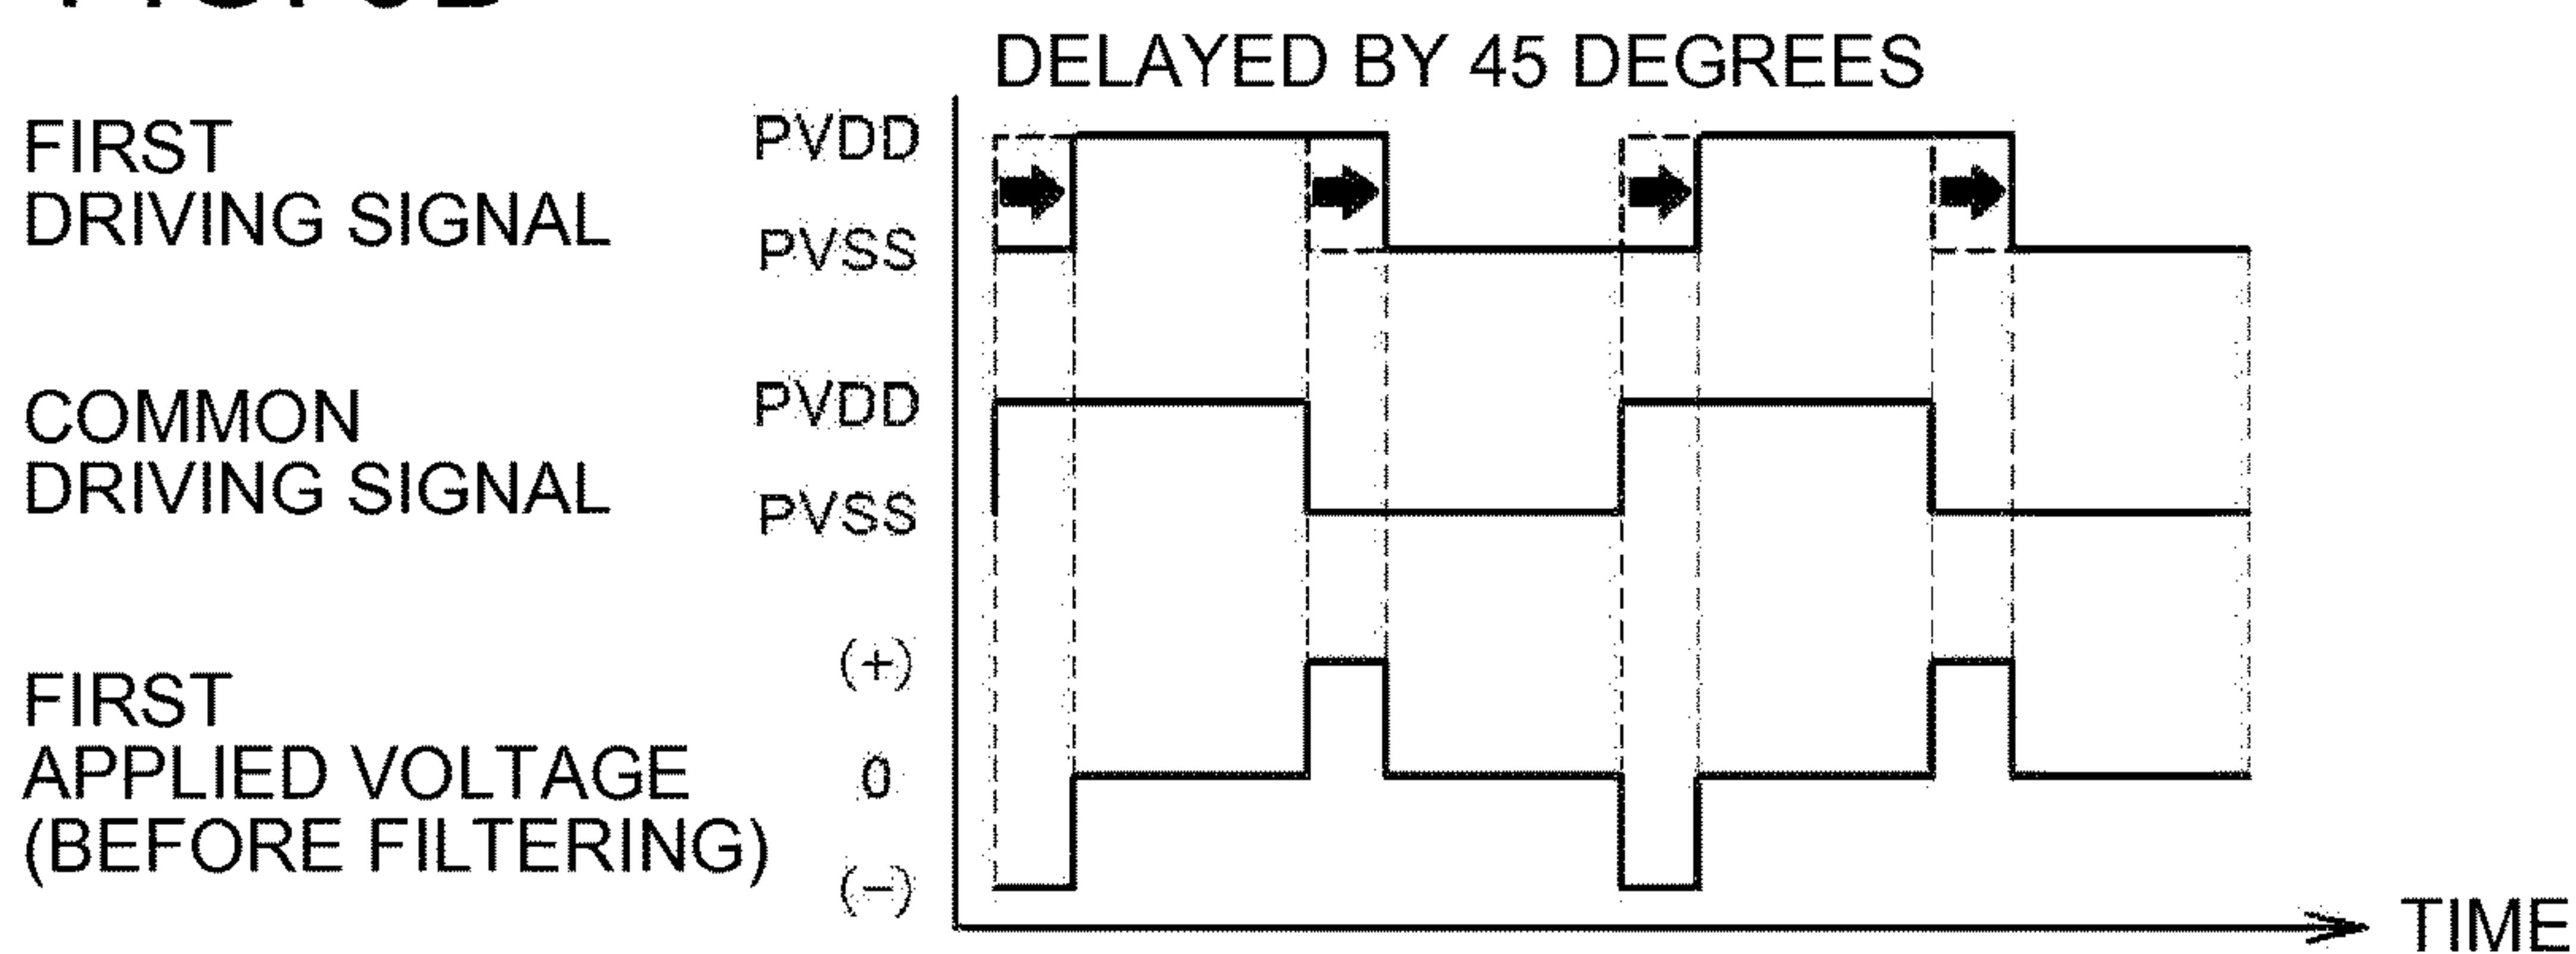 DELAYED BY 45 DEGREES
FIRST
DRIVING SIGNAL
PVDD
PVSS
COMMON
DRIVING SIGNAL
PVDD
PVSS
FIRST
APPLIED VOLTAGE
(BEFORE FILTERING)
(+)
0
(−)
TIME